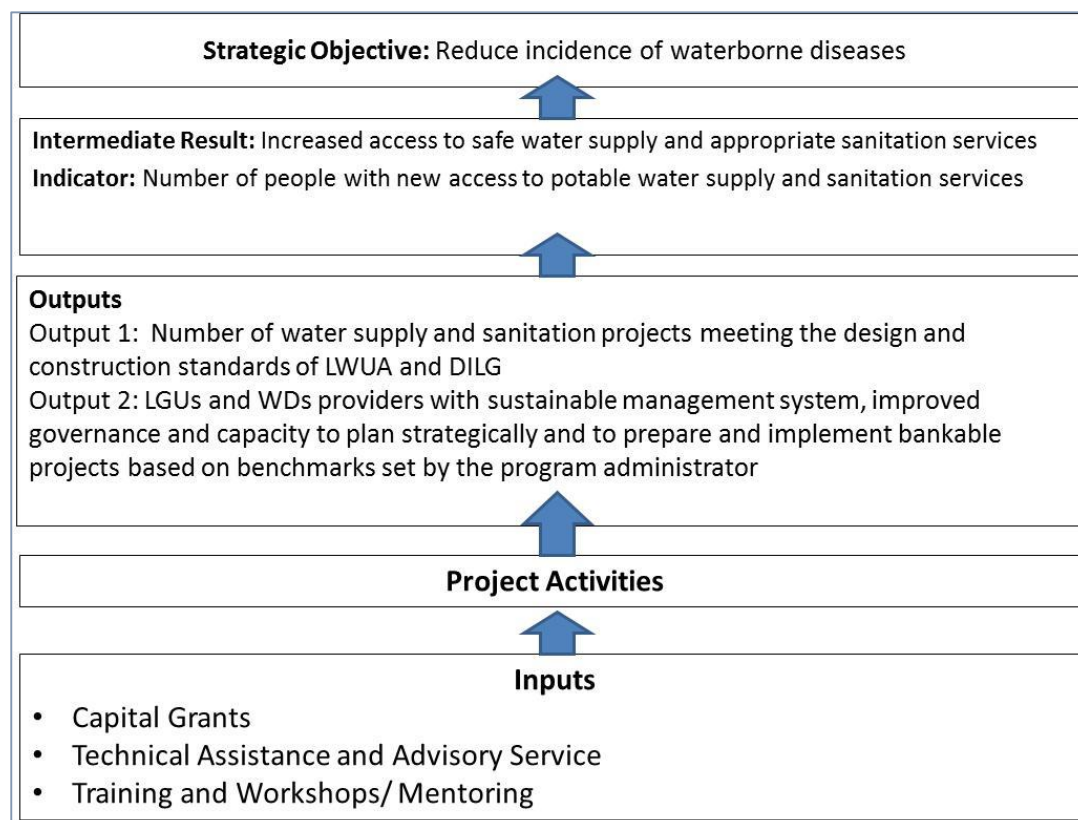 Strategic Objective: Reduce incidence of waterborne diseases
Intermediate Result: Increased access to safe water supply and appropriate sanitation services
Indicator: Number of people with new access to potable water supply and sanitation services
Outputs
Output 1: Number of water supply and sanitation projects meeting the design and
construction standards of LWUA and DILG
Output 2: LGUs and WDs providers with sustainable management system, improved
governance and capacity to plan strategically and to prepare and implement bankable
projects based on benchmarks set by the program administrator
Project Activities
Inputs
• Capital Grants
• Technical Assistance and Advisory Service
• Training and Workshops/ Mentoring